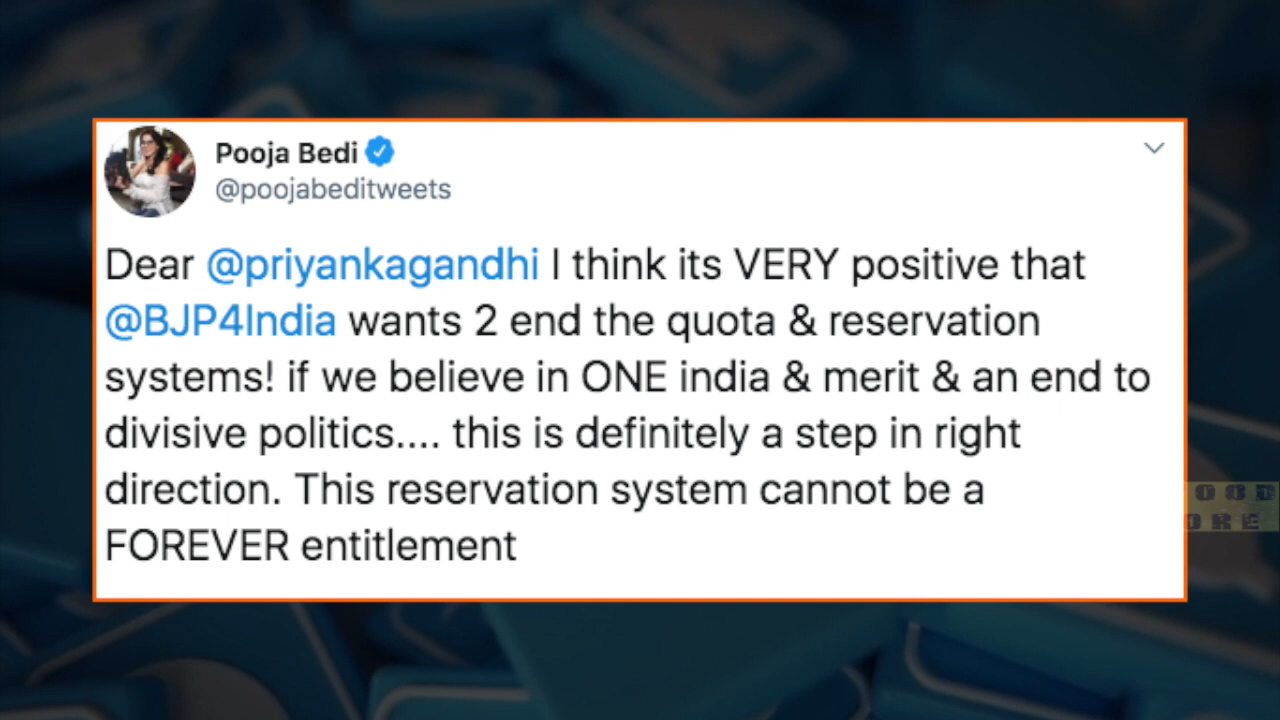 Pooja Bedi
@poojabeditweets
Dear @priyankagandhi I think its VERY positive that
@BJP4India wants 2 end the quota & reservation
systems! if we believe in ONE india & merit & an end to
divisive politics.... this is definitely a step in right
direction. This reservation system cannot be a
FOREVER entitlement